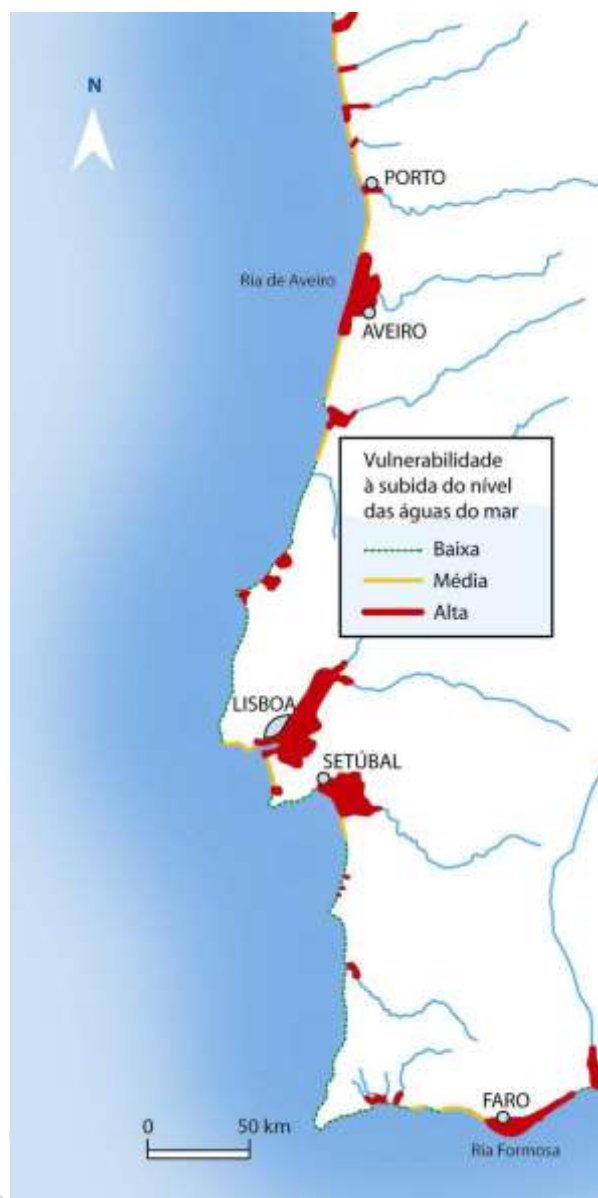 N
PORTO
Ria de Aveiro
AVEIRO
Vulnerabilidade
à subida do nível
das águas do mar
Baixa
Média
Alta
LISBOA
SETÚBAL
0 50 km
FARO
Ria Formosa